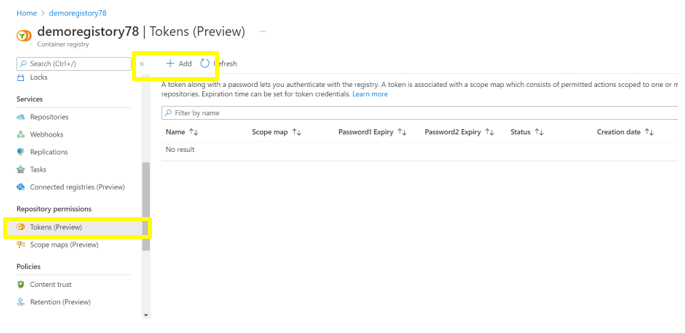 Home > demoregistory78
demoregistory78 | Tokens (Preview) ...
Container registry
Search (Ctrl+/)
«
Add
Refresh
Locks
Services
Repositories
Webhooks
Replications
Tasks
Connected registries (Preview)
Repository permissions
Tokens (Preview)
Scope maps (Preview)
Policies
Content trust
Retention (Preview)
A token along with a password lets you authenticate with the registry. A token is associated with a scope map which consists of permitted actions scoped to one or m
repositories. Expiration time can be set for token credentials. Learn more
Filter by name
Name ↑↓ Scope map ↑↓ Password1 Expiry ↑↓ Password2 Expiry ↑↓ Status ↑↓ Creation date ↑↓
No result